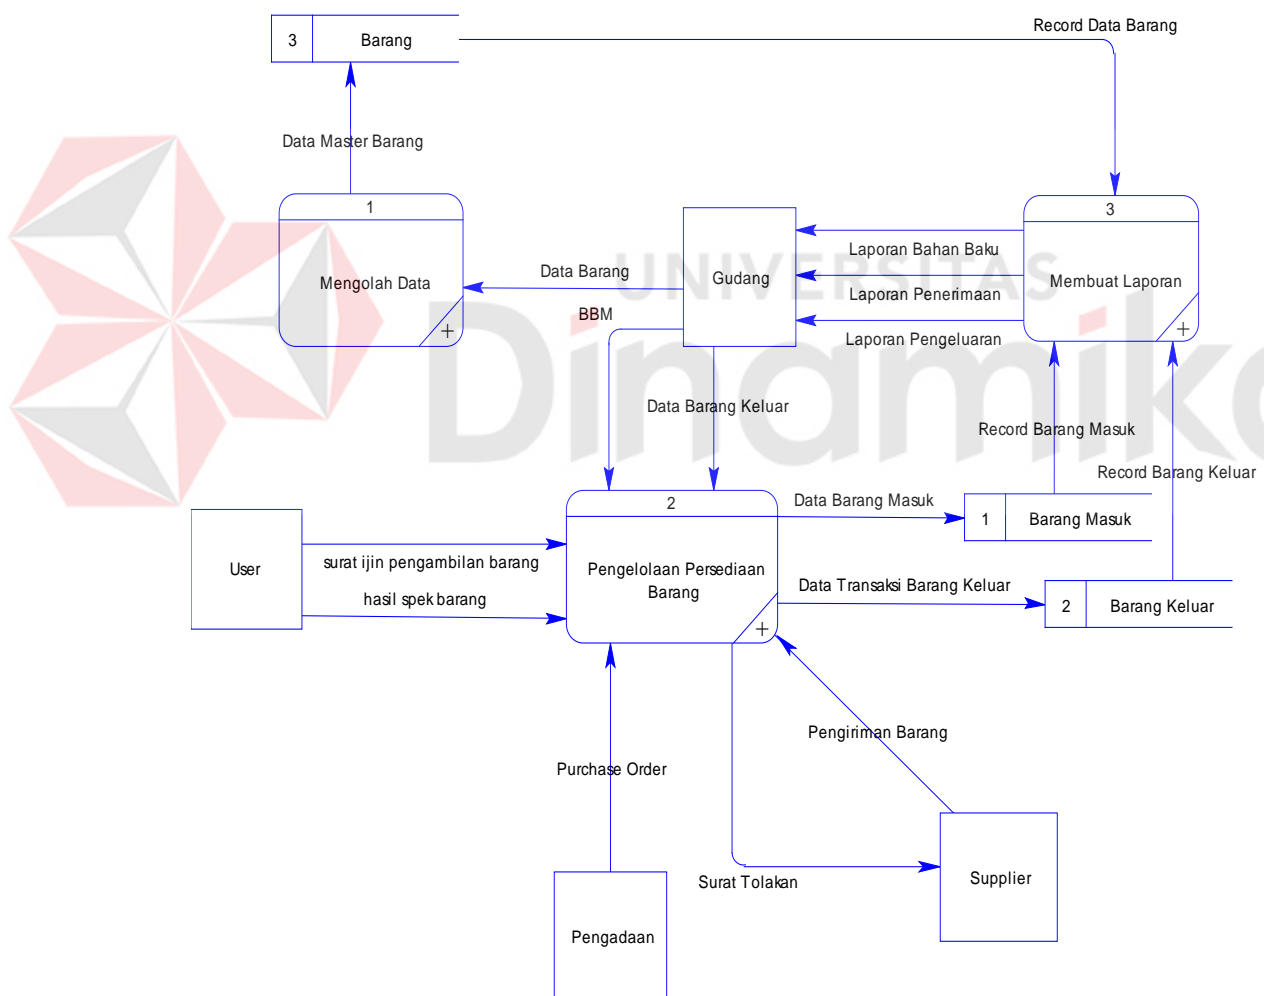 Record Data Barang
3 Barang
Data Master Barang
1
Mengolah Data
+
Data Barang
BBM
Gudang
Laporan Bahan Baku
Laporan Penerimaan
Laporan Pengeluaran
3
Membuat Laporan
+
UNIVERSITAS
Dinamika
Data Barang Keluar
Record Barang Masuk
Record Barang Keluar
User
surat ijin pengambilan barang
hasil spek barang
2
Pengelolaan Persediaan
Barang
+
Data Barang Masuk
1 Barang Masuk
Data Transaksi Barang Keluar
2 Barang Keluar
Pengiriman Barang
Purchase Order
Surat Tolakan
Supplier
Pengadaan